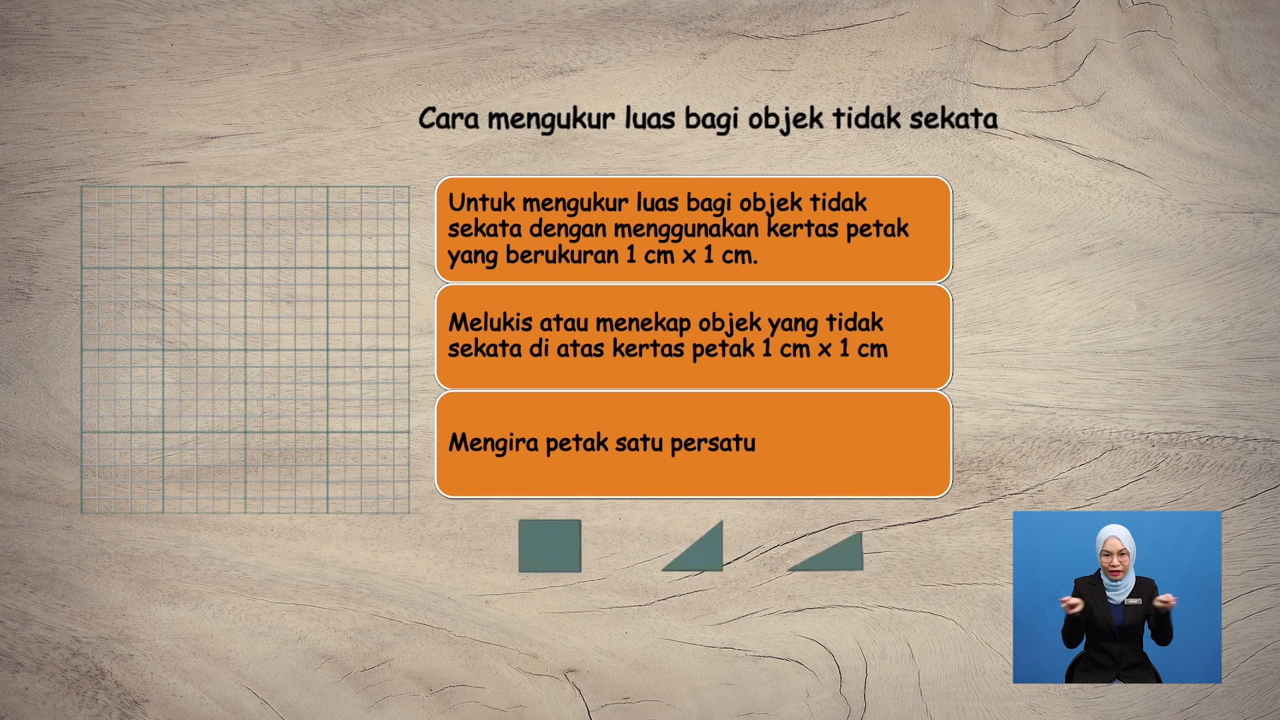 Cara mengukur luas bagi objek tidak sekata
Untuk mengukur luas bagi objek tidak
sekata dengan menggunakan kertas petak
yang berukuran 1 cm x 1 cm.
Melukis atau menekap objek yang tidak
sekata di atas kertas petak 1 cm x 1 cm
Mengira petak satu persatu